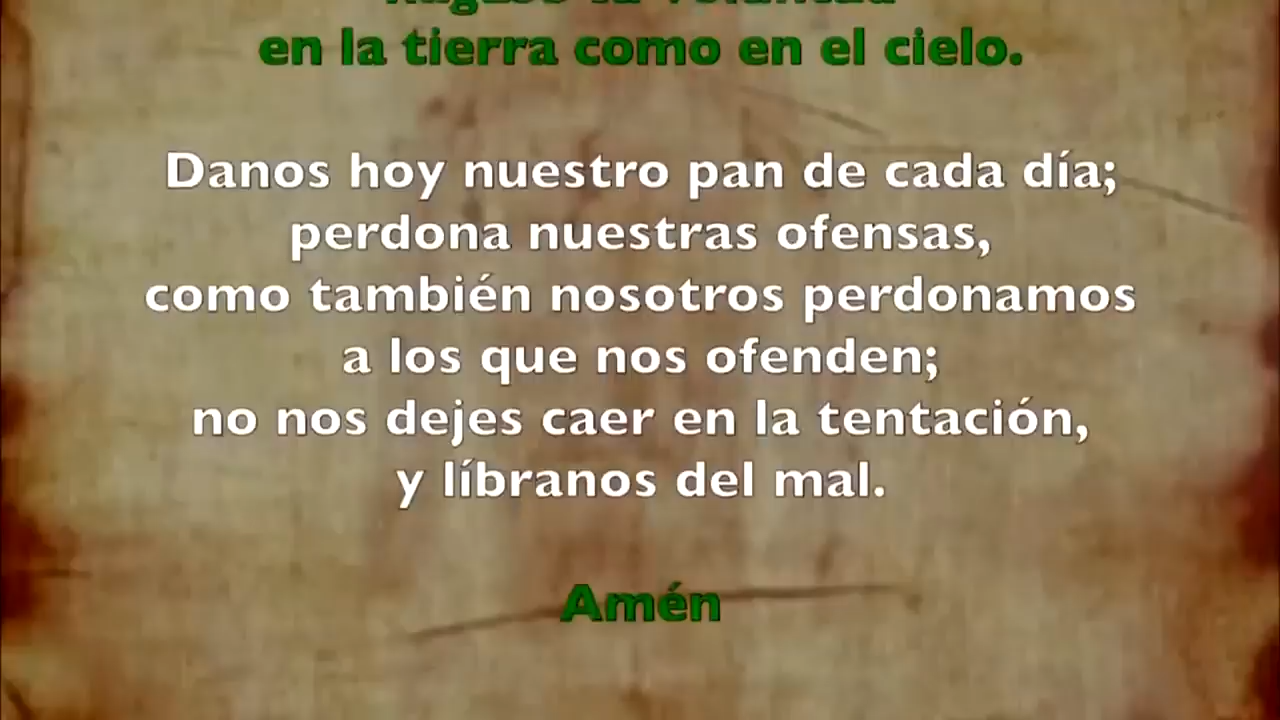 en la tierra como en el cielo.
Danos hoy nuestro pan de cada día;
perdona nuestras ofensas,
como también nosotros perdonamos
a los que nos ofenden;
no nos dejes caer en la tentación,
y líbranos del mal.
Amén